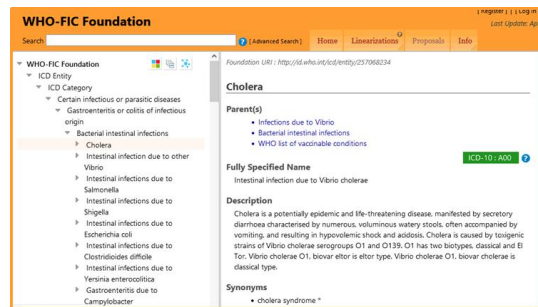 | Register | | | Log In
WHO-FIC Foundation
Last Update: Ap
Search
[ Advanced Search ]
Home
Linearizations
Proposals
Info
WHO-FIC Foundation
ICD Entity
ICD Category
Certain infectious or parasitic diseases
Gastroenteritis or colitis of infectious
origin
Bacterial intestinal infections
Cholera
Intestinal infection due to other
Vibrio
Intestinal infections due to
Salmonella
Intestinal infections due to
Shigella
Intestinal infections due to
Escherichia coli
Intestinal infections due to
Clostridioides difficile
Intestinal infections due to
Yersinia enterocolitica
Gastroenteritis due to
Campylobacter
Foundation URI : http://id.who.int/icd/entity/257068234
Cholera
Parent(s)
• Infections due to Vibrio
• Bacterial intestinal infections
• WHO list of vaccinable conditions
ICD-10 : A00
Fully Specified Name
Intestinal infection due to Vibrio cholerae
Description
Cholera is a potentially epidemic and life-threatening disease, manifested by secretory
diarrhoea characterised by numerous, voluminous watery stools, often accompanied by
vomiting, and resulting in hypovolemic shock and acidosis. Cholera is caused by toxigenic
strains of Vibrio cholerae serogroups O1 and O139. O1 has two biotypes, classical and El
Tor. Vibrio cholerae O1, biovar eltor is eltor type. Vibrio cholerae O1, biovar cholerae is
classical type.
Synonyms
• cholera syndrome *